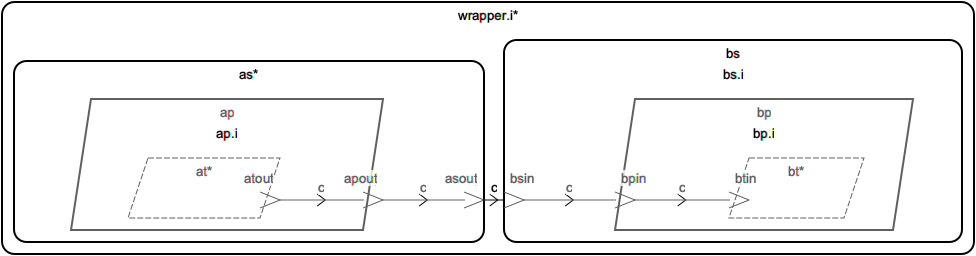 wrapper.i*
as*
ap
ap.i
at*
atout
c
apout
c
asout
c
bs
bs.i
bsin
c
bp
bp.i
bpin
c
btin
bt*